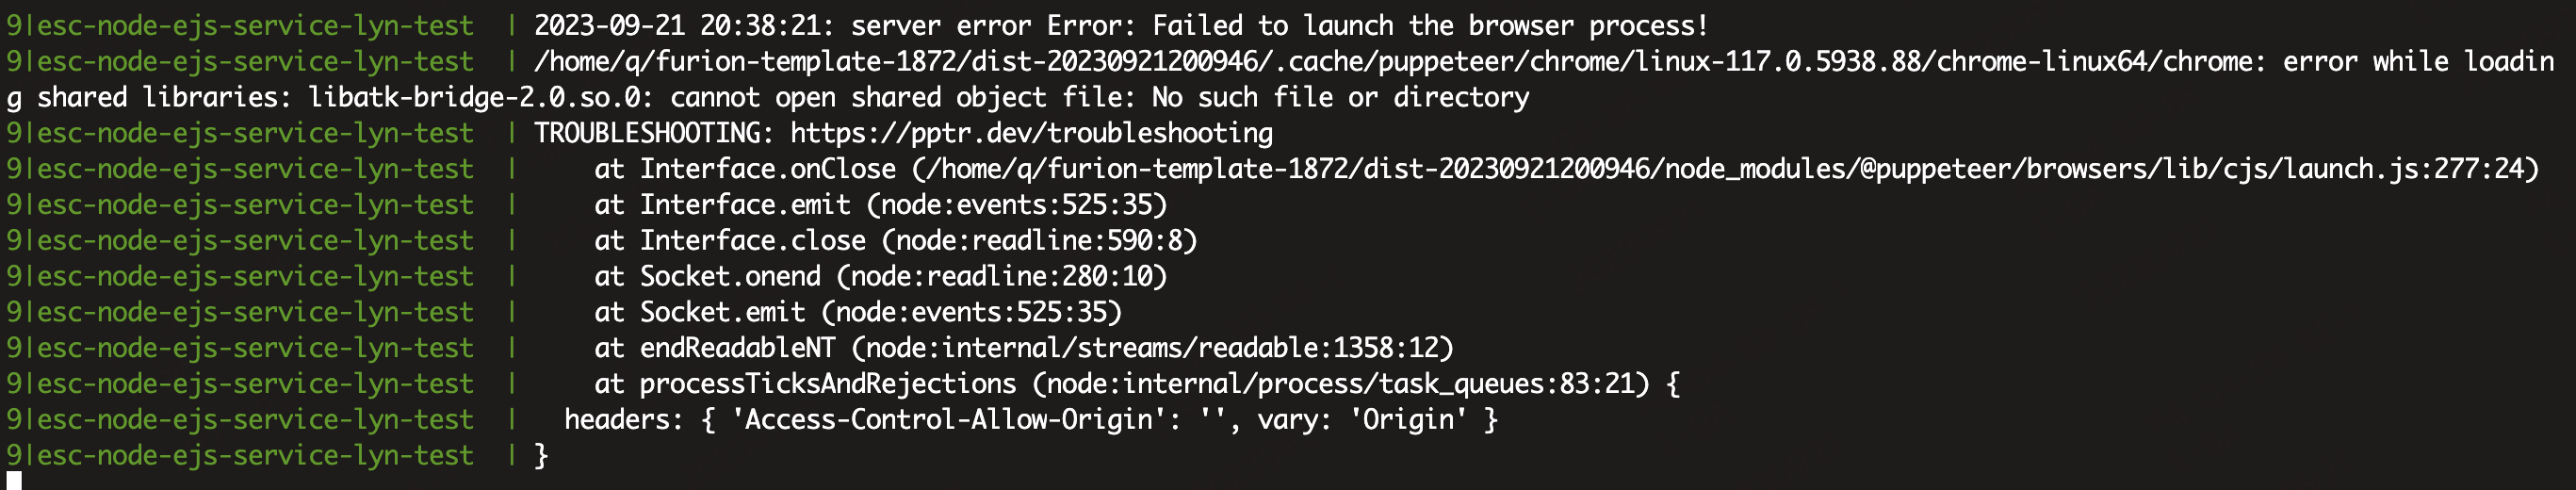 9|esc-node-ejs-service-lyn-test  | 2023-09-21 20:38:21: server error Error: Failed to launch the browser process!
9|esc-node-ejs-service-lyn-test  | /home/q/furion-template-1872/dist-20230921200946/.cache/puppeteer/chrome/linux-117.0.5938.88/chrome-linux64/chrome: error while loadin
g shared libraries: libatk-bridge-2.0.so.0: cannot open shared object file: No such file or directory
9|esc-node-ejs-service-lyn-test  | TROUBLESHOOTING: https://pptr.dev/troubleshooting
9|esc-node-ejs-service-lyn-test  |     at Interface.onClose (/home/q/furion-template-1872/dist-20230921200946/node_modules/@puppeteer/browsers/lib/cjs/launch.js:277:24)
9|esc-node-ejs-service-lyn-test  |     at Interface.emit (node:events:525:35)
9|esc-node-ejs-service-lyn-test  |     at Interface.close (node:readline:590:8)
9|esc-node-ejs-service-lyn-test  |     at Socket.onend (node:readline:280:10)
9|esc-node-ejs-service-lyn-test  |     at Socket.emit (node:events:525:35)
9|esc-node-ejs-service-lyn-test  |     at endReadableNT (node:internal/streams/readable:1358:12)
9|esc-node-ejs-service-lyn-test  |     at processTicksAndRejections (node:internal/process/task_queues:83:21) {
9|esc-node-ejs-service-lyn-test  |   headers: { 'Access-Control-Allow-Origin': '', vary: 'Origin' }
9|esc-node-ejs-service-lyn-test  | }